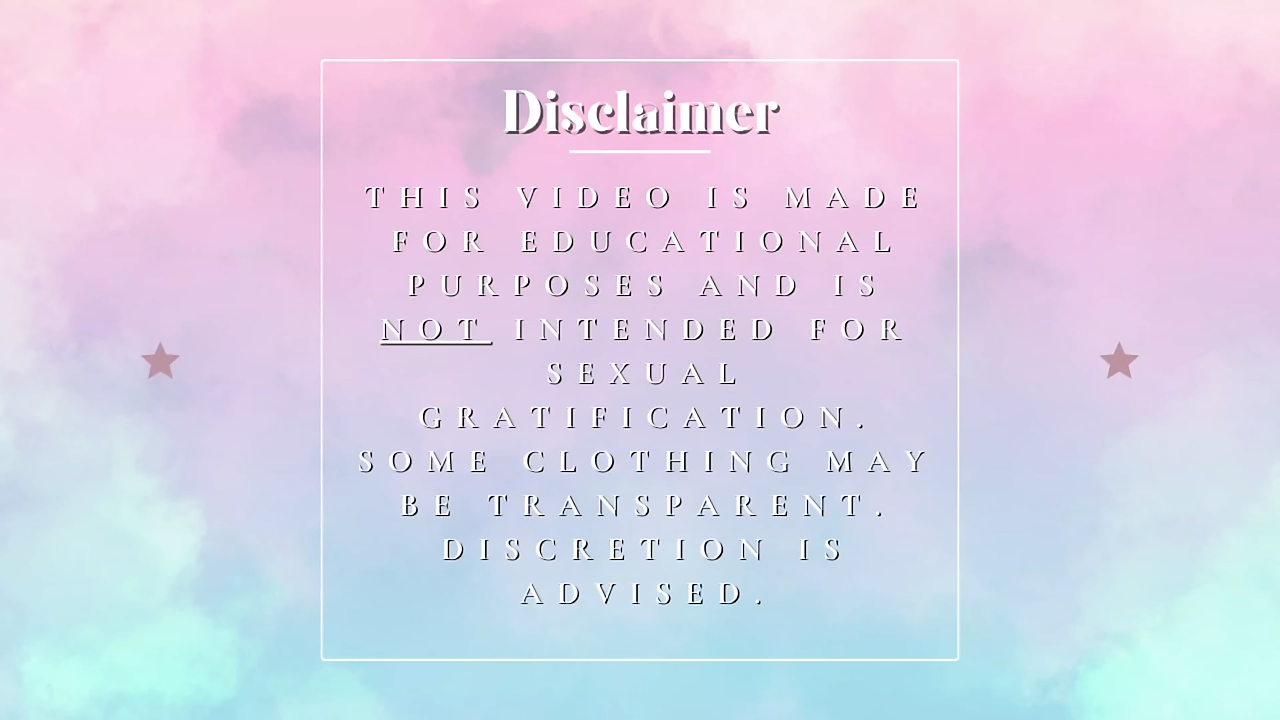 Disclaimer
THIS VIDEO IS MADE
FOR EDUCATIONAL
PURPOSES AND IS
NOT INTENDED FOR
SEXUAL
GRATIFICATION.
SOME CLOTHING MAY
BE TRANSPARENT.
DISCRETION IS
ADVISED.